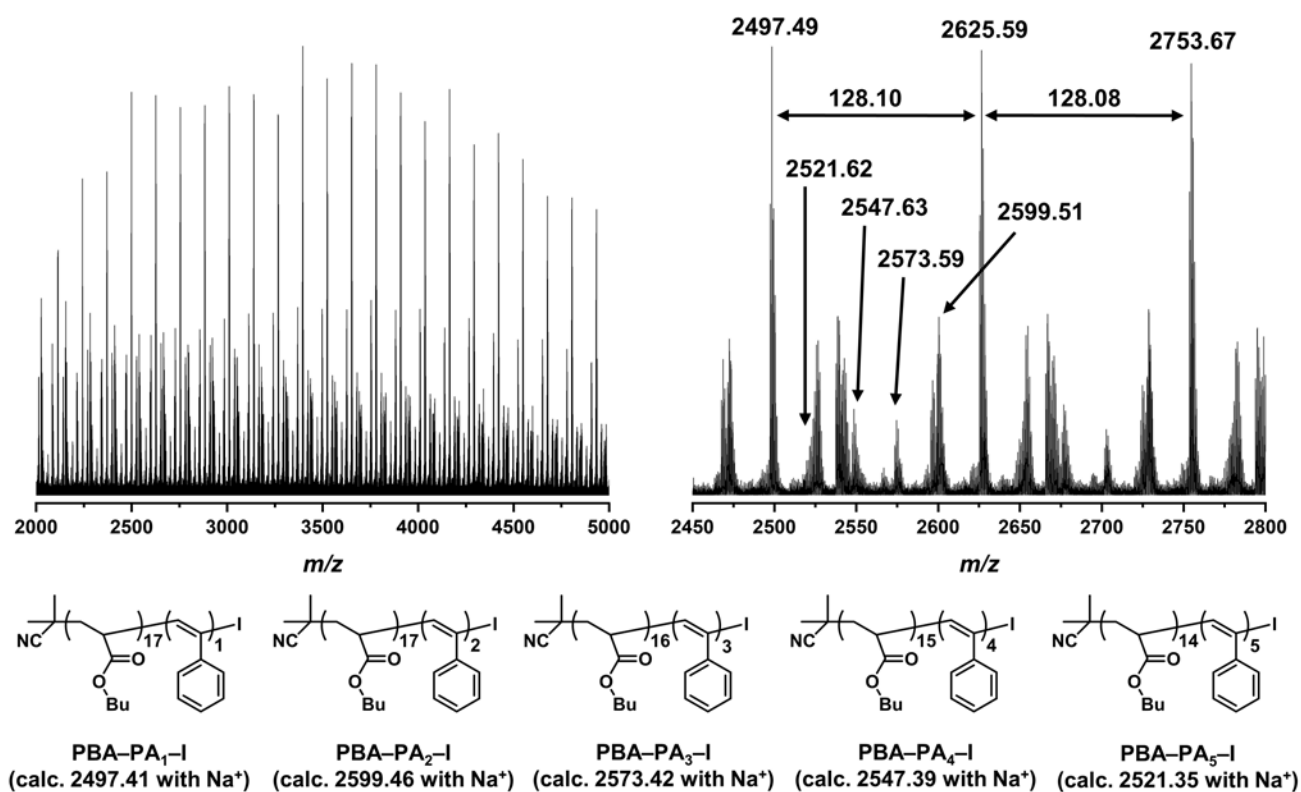 2497.49
2625.59
2753.67
128.10
128.08
2521.62
2547.63
2573.59
2599.51
2000 2500 3000 3500 4000 4500 5000
m/z
2450 2500 2550 2600 2650 2700 2750 2800
m/z
NC 17 1 I
O
O
Bu
NC 17 2 I
O
O
Bu
NC 16 3 I
O
O
Bu
NC 15 4 I
O
O
Bu
NC 14 5 I
O
O
Bu
PBA–PA₁–I
(calc. 2497.41 with Na⁺)
PBA–PA₂–I
(calc. 2599.46 with Na⁺)
PBA–PA₃–I
(calc. 2573.42 with Na⁺)
PBA–PA₄–I
(calc. 2547.39 with Na⁺)
PBA–PA₅–I
(calc. 2521.35 with Na⁺)